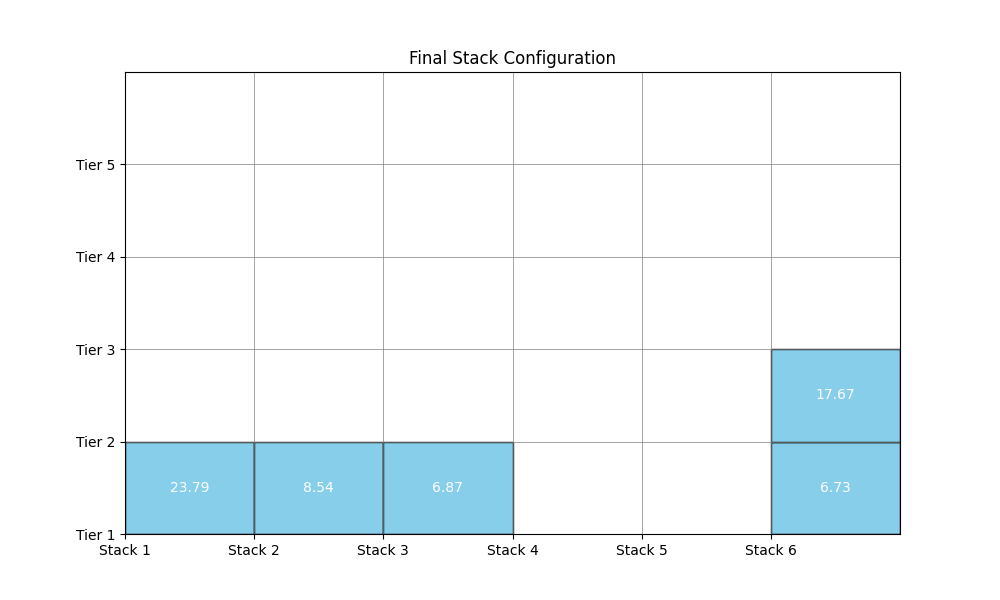 Final Stack Configuration
Tier 5
Tier 4
Tier 3
17.67
Tier 2
23.79 8.54 6.87 6.73
Tier 1
Stack 1 Stack 2 Stack 3 Stack 4 Stack 5 Stack 6